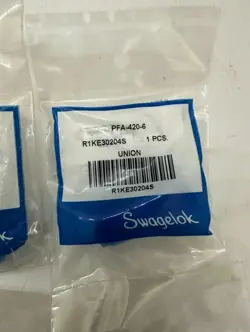 PFA-420-6
R1KE30204S 1 PCS.
UNION
R1KE30204S
Swagelok